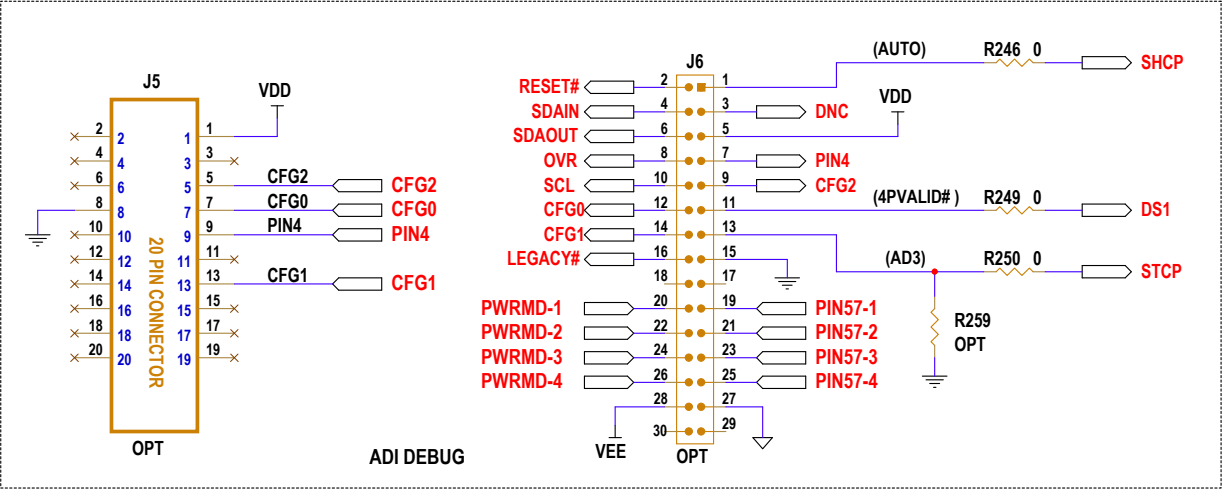 J5
VDD
2 2 1 1
4 4 3 3
6 6 5 5 CFG2 CFG2
8 8 7 7 CFG0 CFG0
10 10 9 9 PIN4 PIN4
12 12 11 11
14 14 13 13 CFG1 CFG1
16 16 15 15
18 18 17 17
20 20 19 19
20 PIN CONNECTOR
OPT
ADI DEBUG
J6
RESET# 2 1 (AUTO) R246 0 SHCP
SDAIN 4 3 DNC
VDD
SDAOUT 6 5
OVR 8 7 PIN4
SCL 10 9 CFG2
CFG0 12 11 (4PVALID# ) R249 0 DS1
CFG1 14 13
LEGACY# 16 15 (AD3) R250 0 STCP
18 17
PWRMD-1 20 19 PIN57-1
R259
OPT
PWRMD-2 22 21 PIN57-2
PWRMD-3 24 23 PIN57-3
PWRMD-4 26 25 PIN57-4
28 27
VEE
30 29
OPT